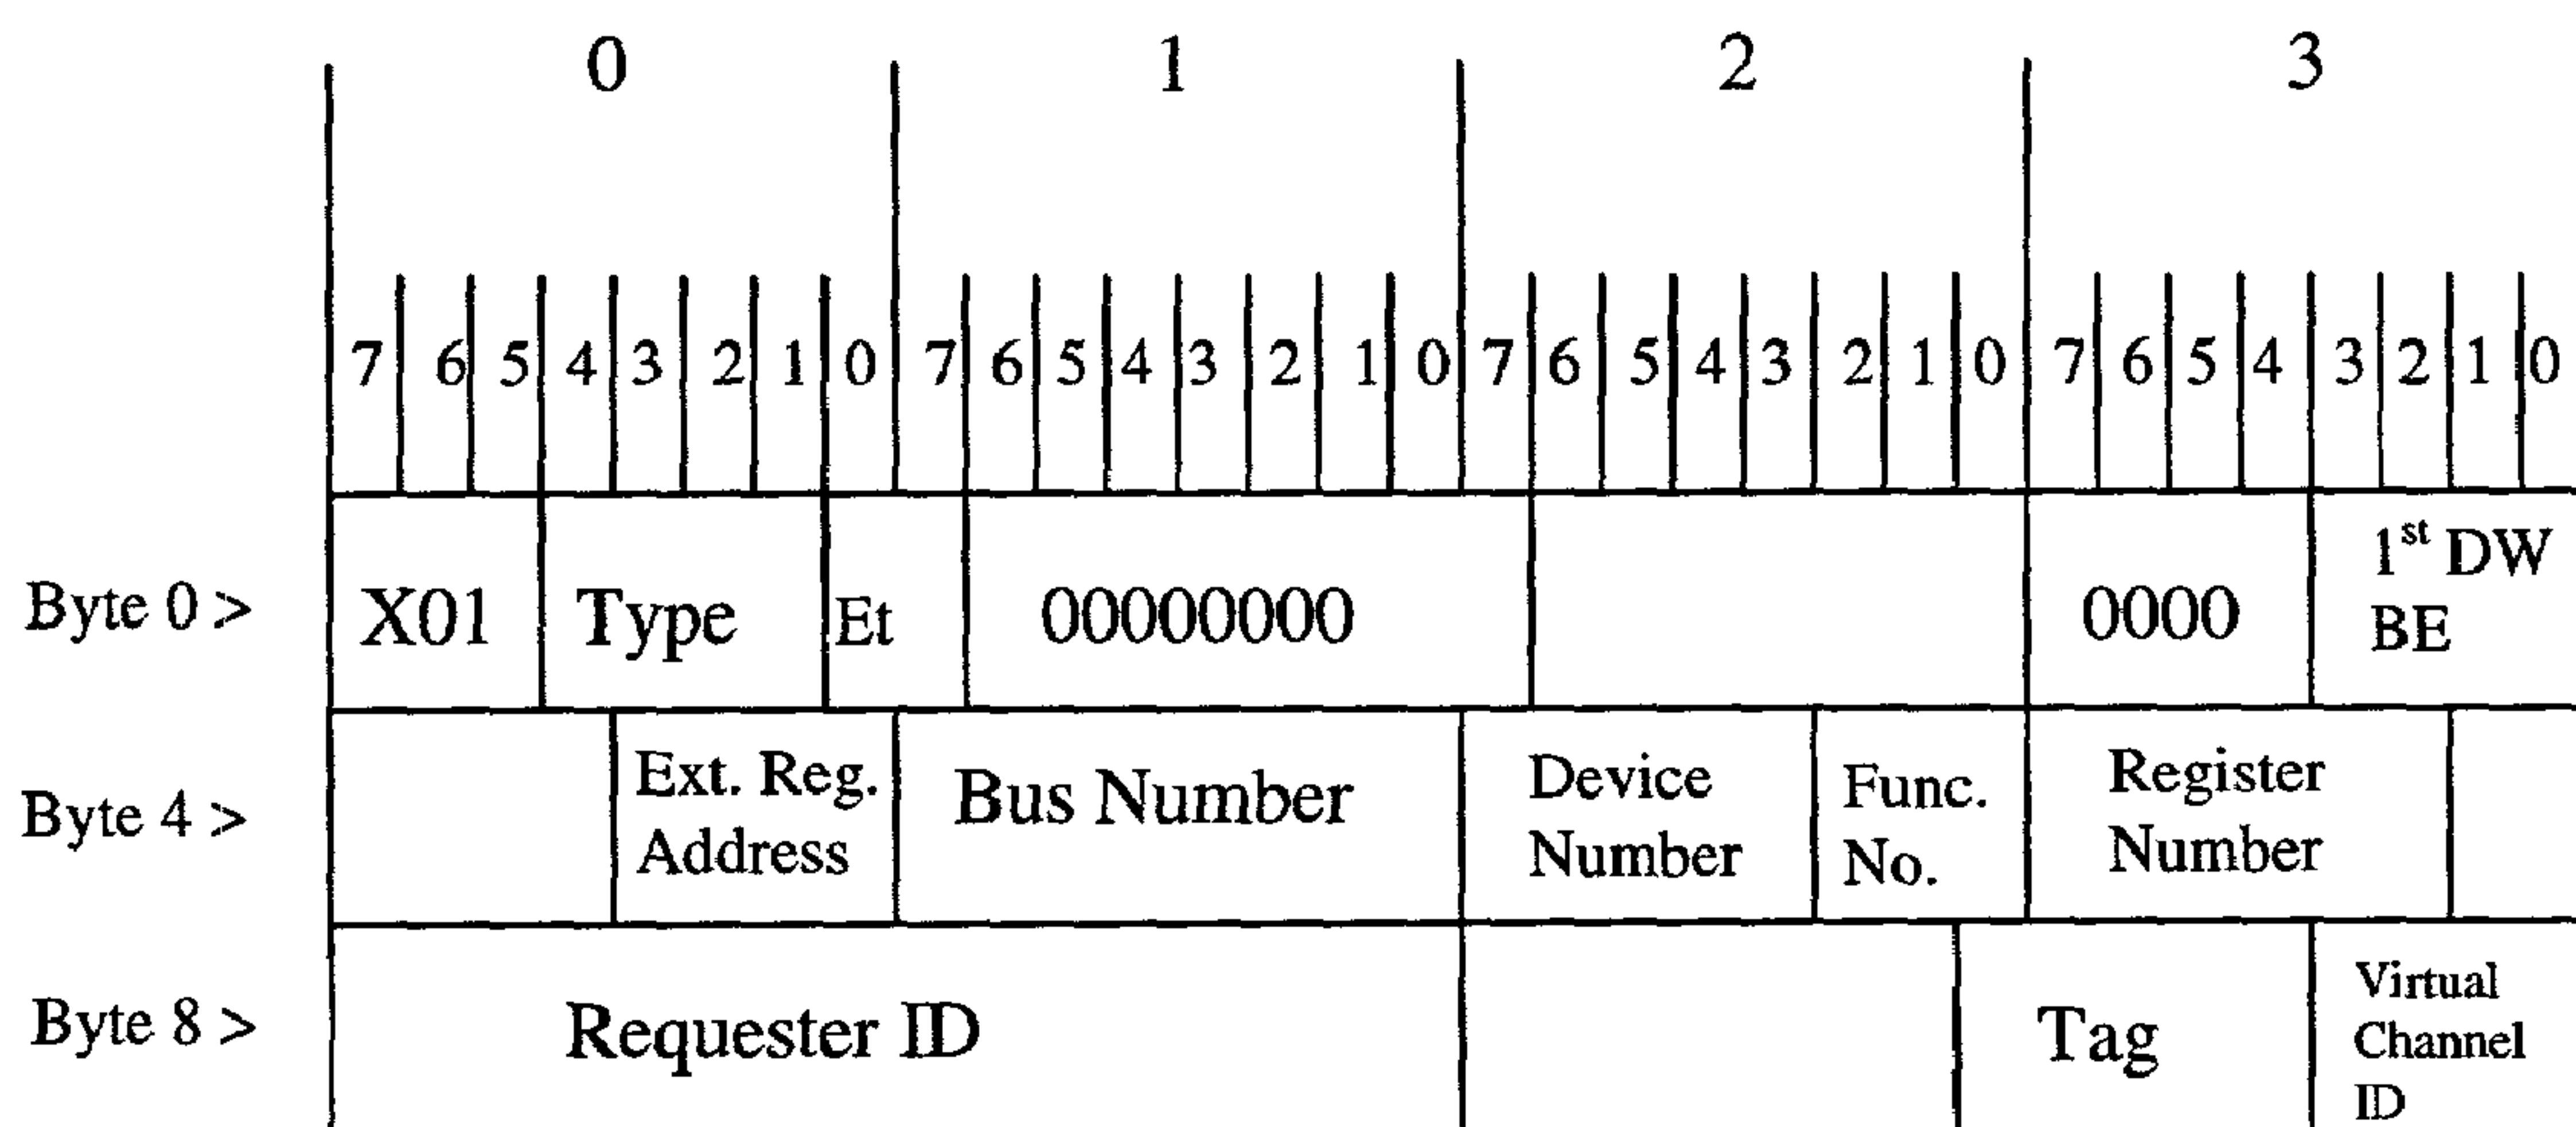 0 1 2 3
7 6 5 4 3 2 1 0 7 6 5 4 3 2 1 0 7 6 5 4 3 2 1 0 7 6 5 4 3 2 1 0
Byte 0 > X01 Type Et 00000000 0000 1st DW
BE
Byte 4 > Ext. Reg.
Address
Bus Number
Device
Number
Func.
No.
Register
Number
Byte 8 > Requester ID Tag
Virtual
Channel
ID